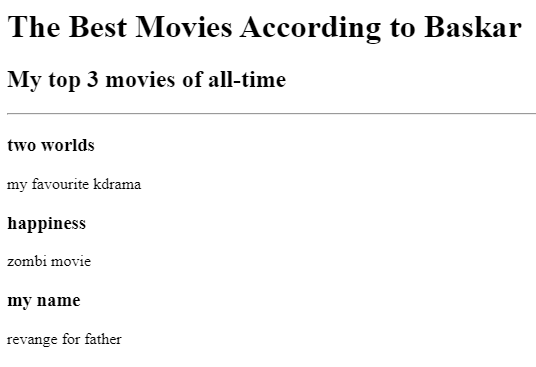 The Best Movies According to Baskar
My top 3 movies of all-time
two worlds
my favourite kdrama
happiness
zombi movie
my name
revange for father